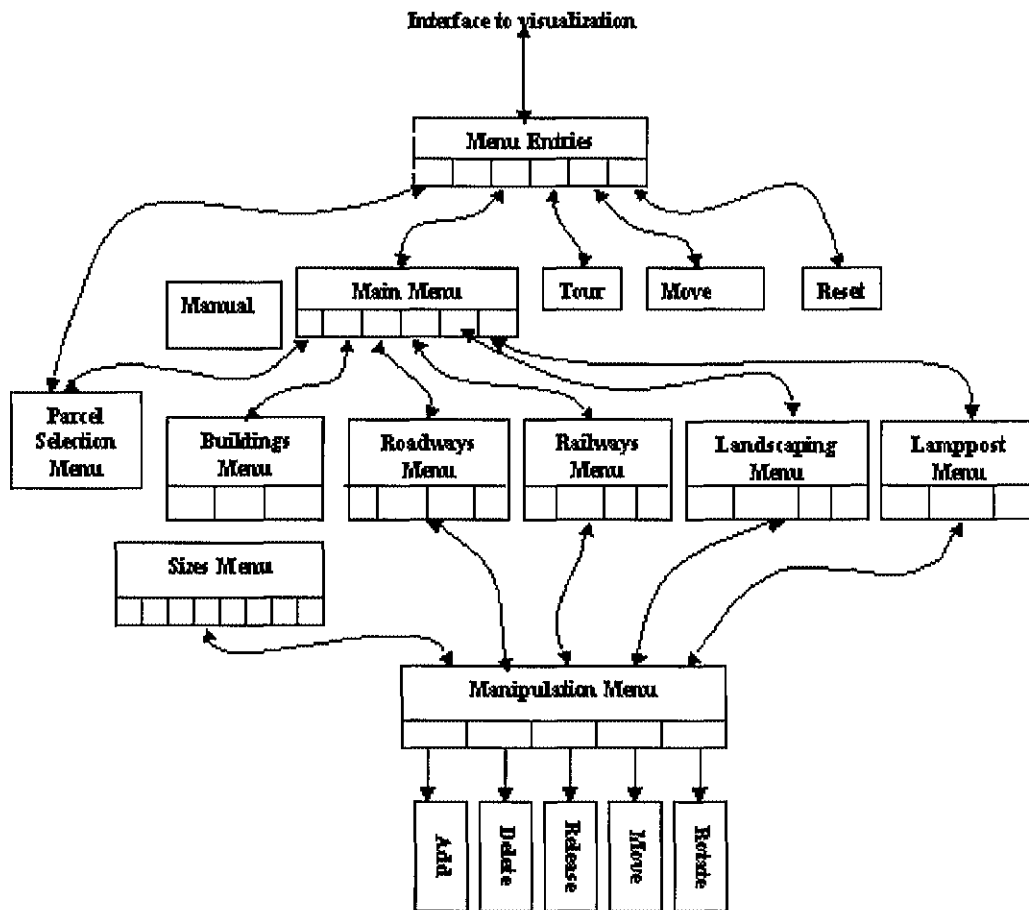 Interface to visualization
Menu Entries
Manual
Main Menu
Tour
Move
Reset
Parcel
Selection
Menu
Buildings
Menu
Roadways
Menu
Railways
Menu
Landscaping
Menu
Lamppost
Menu
Sizes Menu
Manipulation Menu
Add
Delete
Release
Move
Rotate